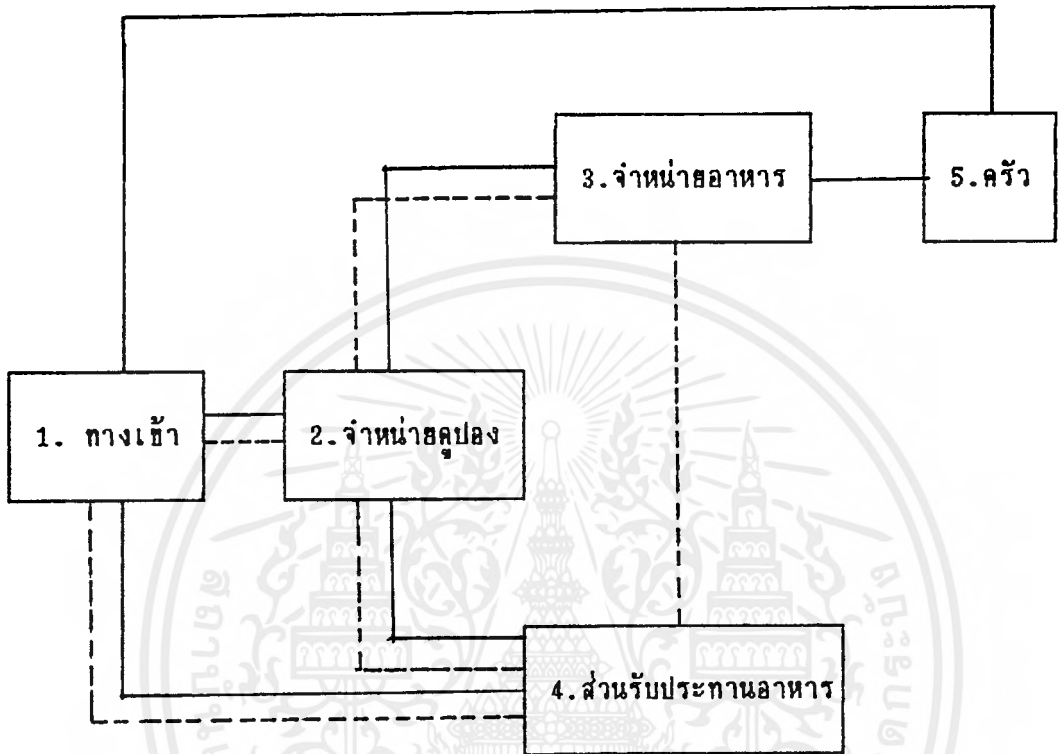 3.จำหน่ายอาหาร
5.ครัว
1. ทางเข้า
2.จำหน่ายคูปอง
4.ส่วนรับประทานอาหาร